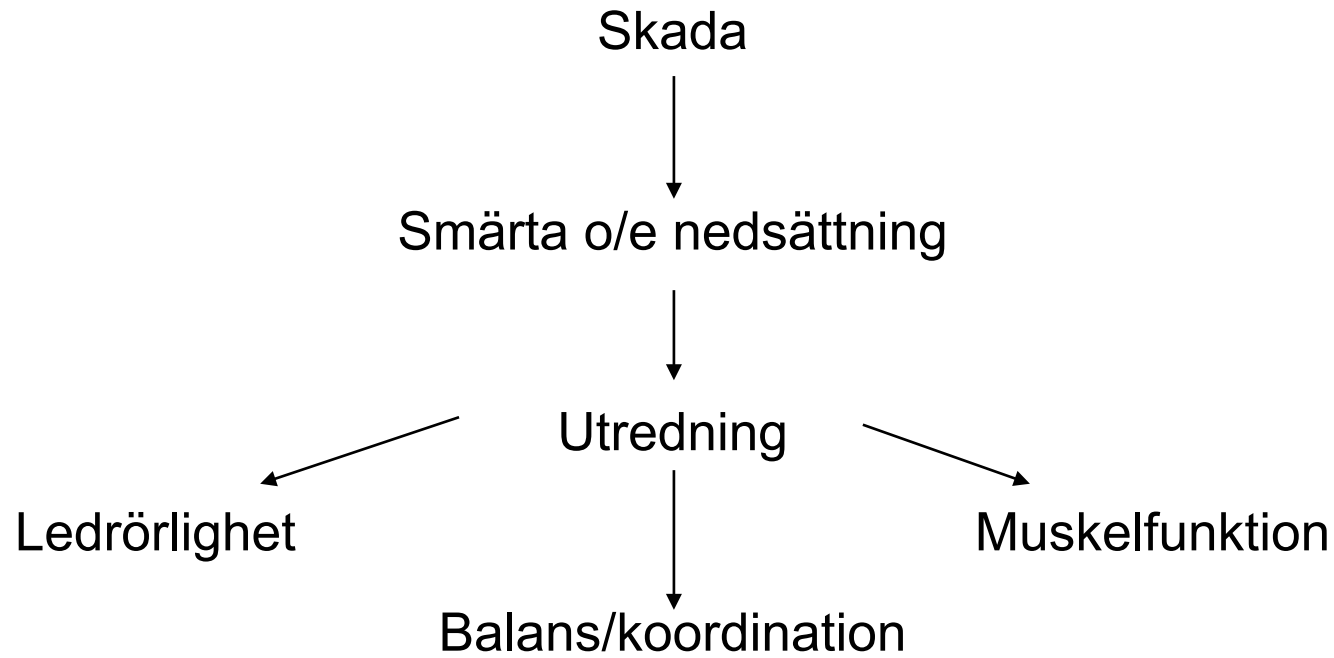 Skada
Smärta o/e nedsättning
Utredning
Ledrörlighet
Muskelfunktion
Balans/koordination